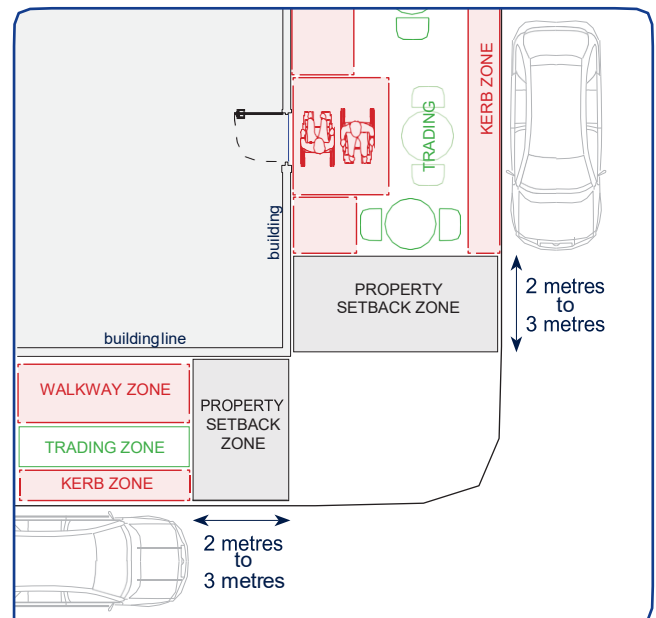 KERB ZONE
TRADING
building
PROPERTY
SETBACK ZONE
2 metres
to
3 metres
buildingline
WALKWAY ZONE
TRADING ZONE
KERB ZONE
PROPERTY
SETBACK
ZONE
2 metres
to
3 metres